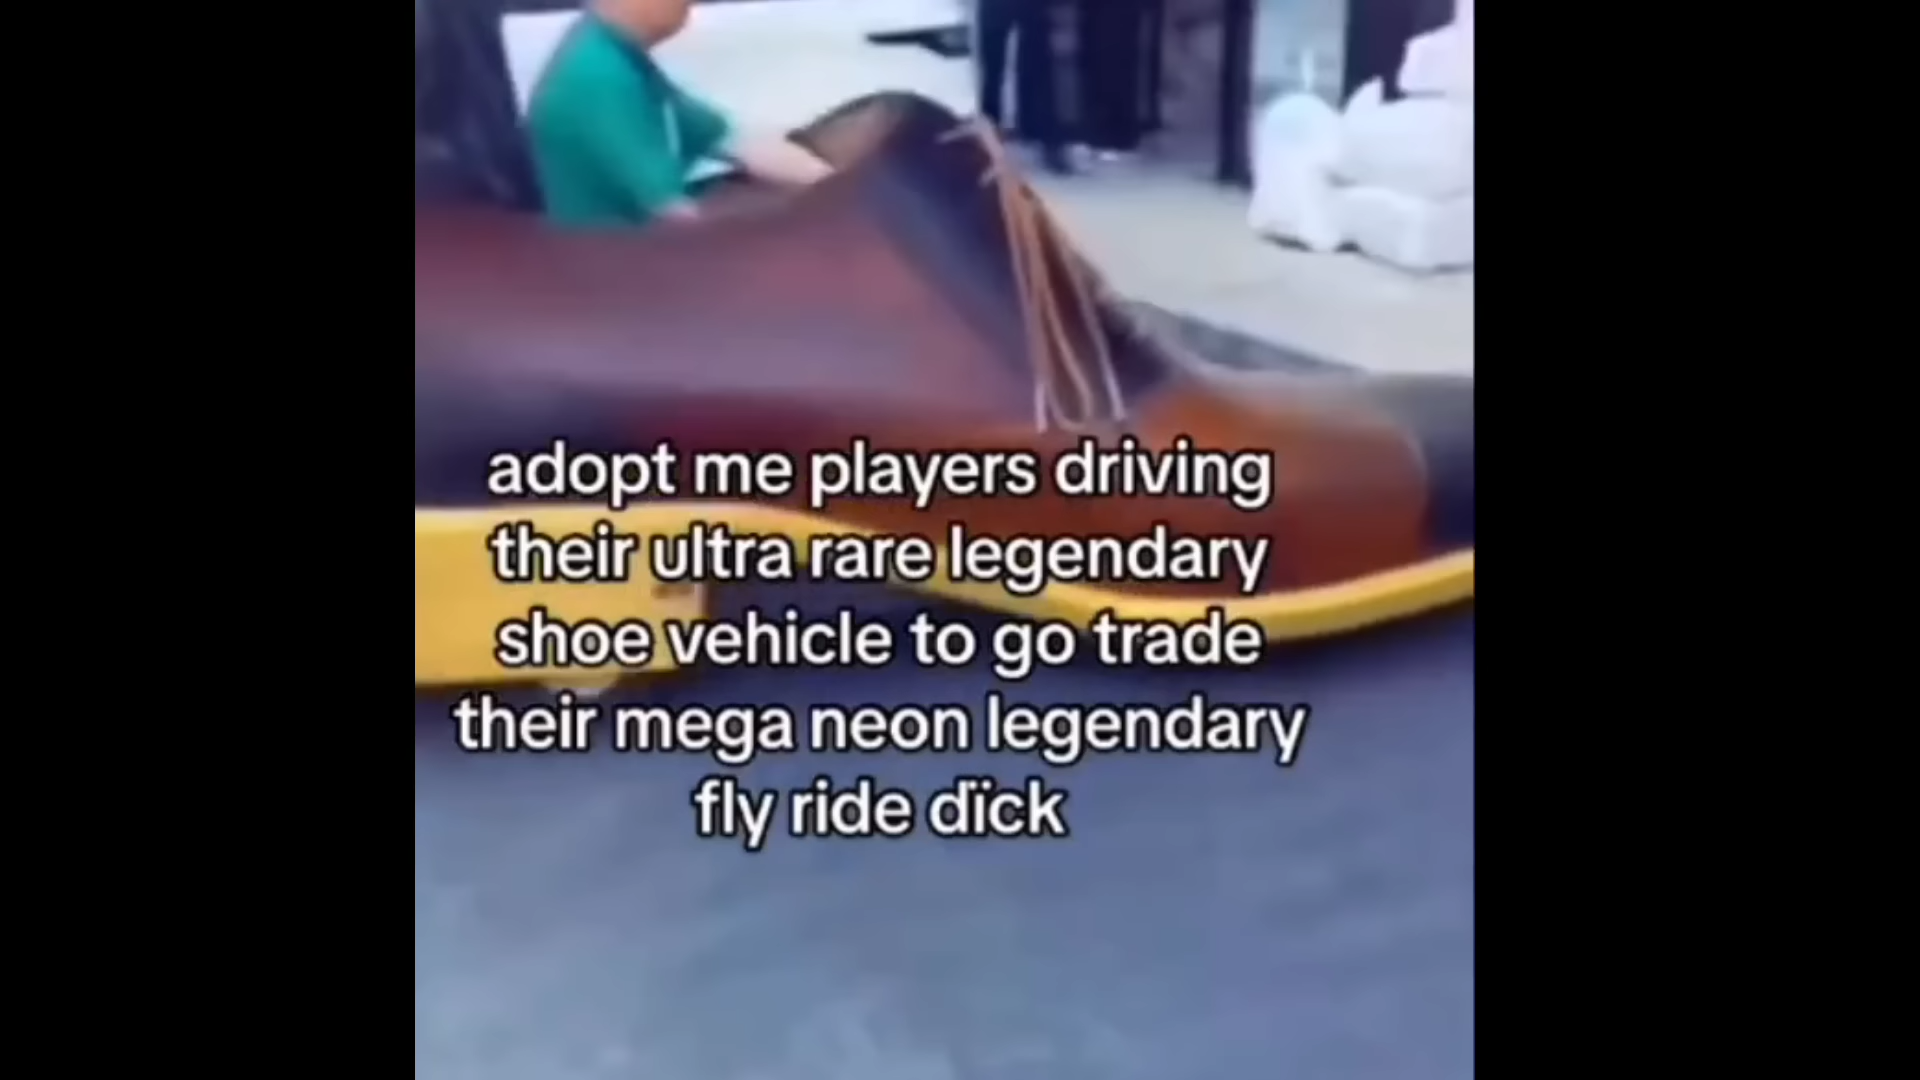 adopt me players driving
their ultra rare legendary
shoe vehicle to go trade
their mega neon legendary
fly ride dïck